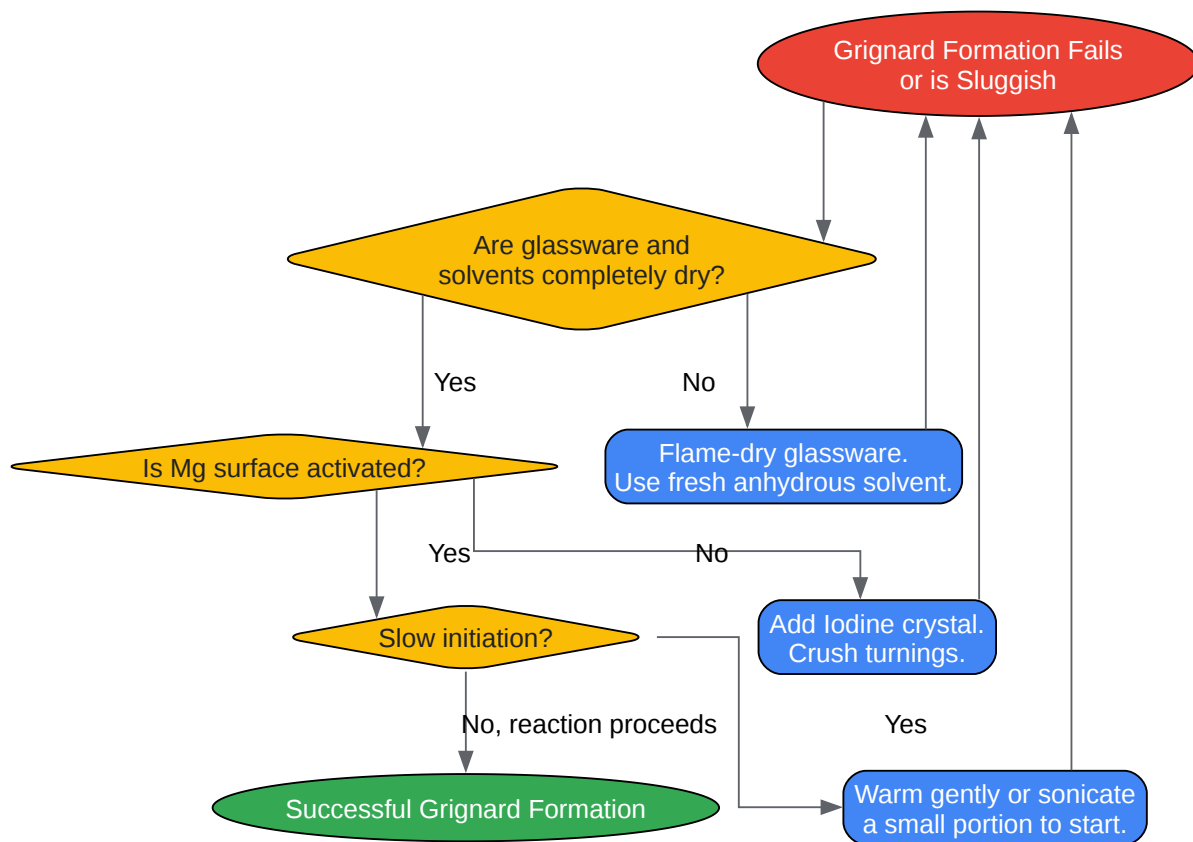 Grignard Formation Fails
or is Sluggish
Are glassware and
solvents completely dry?
Yes
No
Flame-dry glassware.
Use fresh anhydrous solvent.
Is Mg surface activated?
Yes
No
Add Iodine crystal.
Crush turnings.
Slow initiation?
No, reaction proceeds
Yes
Successful Grignard Formation
Warm gently or sonicate
a small portion to start.